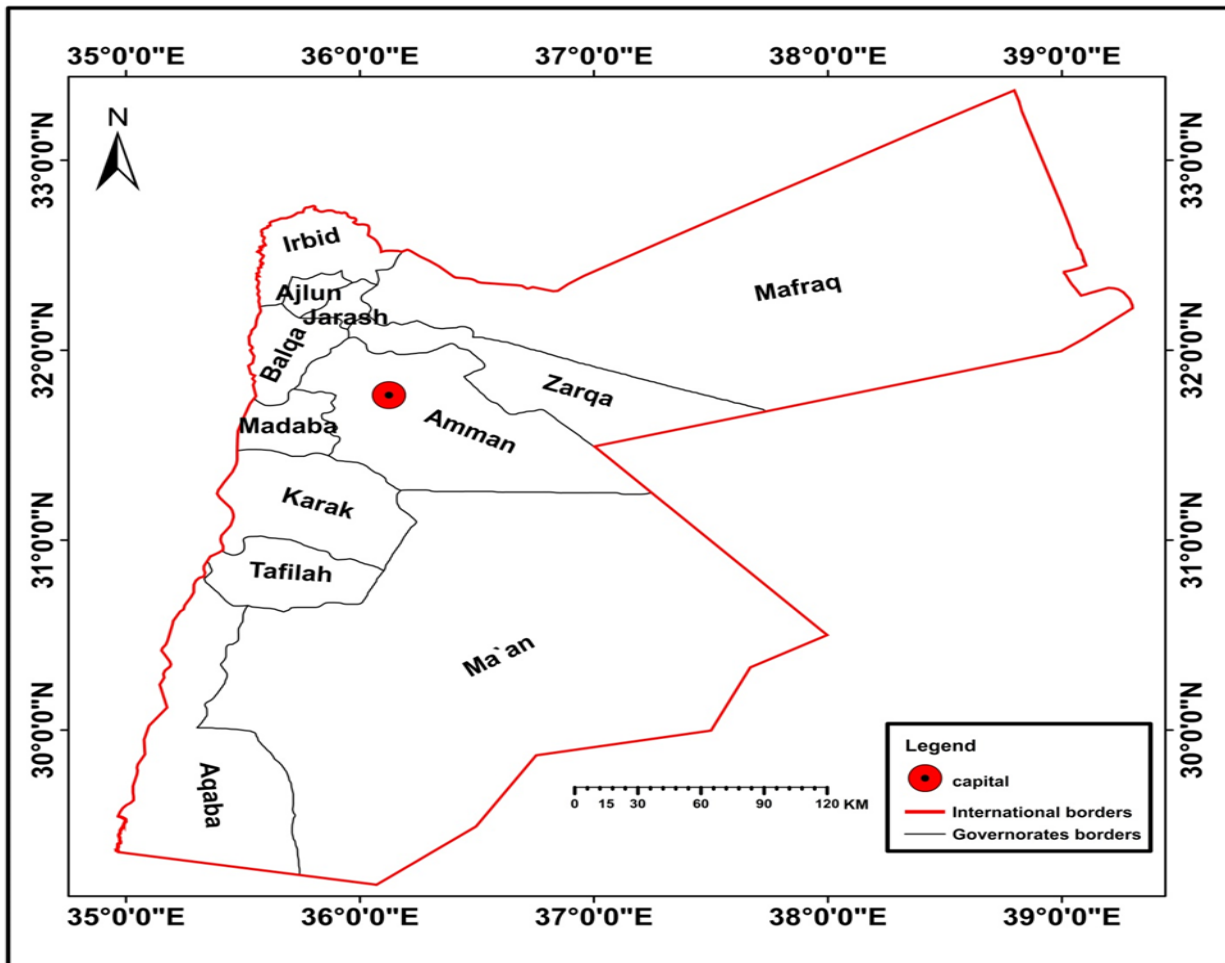 35°0'0"E 36°0'0"E 37°0'0"E 38°0'0"E 39°0'0"E
N
33°0'0"N
33°0'0"N
Irbid
Mafraq
Ajlun
Jarash
32°0'0"N
32°0'0"N
Balqa
Zarqa
Madaba
Amman
Karak
31°0'0"N
31°0'0"N
Tafilah
Ma`an
30°0'0"N
30°0'0"N
Aqaba
0 15 30 60 90 120 KM
Legend
capital
International borders
Governorates borders
35°0'0"E 36°0'0"E 37°0'0"E 38°0'0"E 39°0'0"E